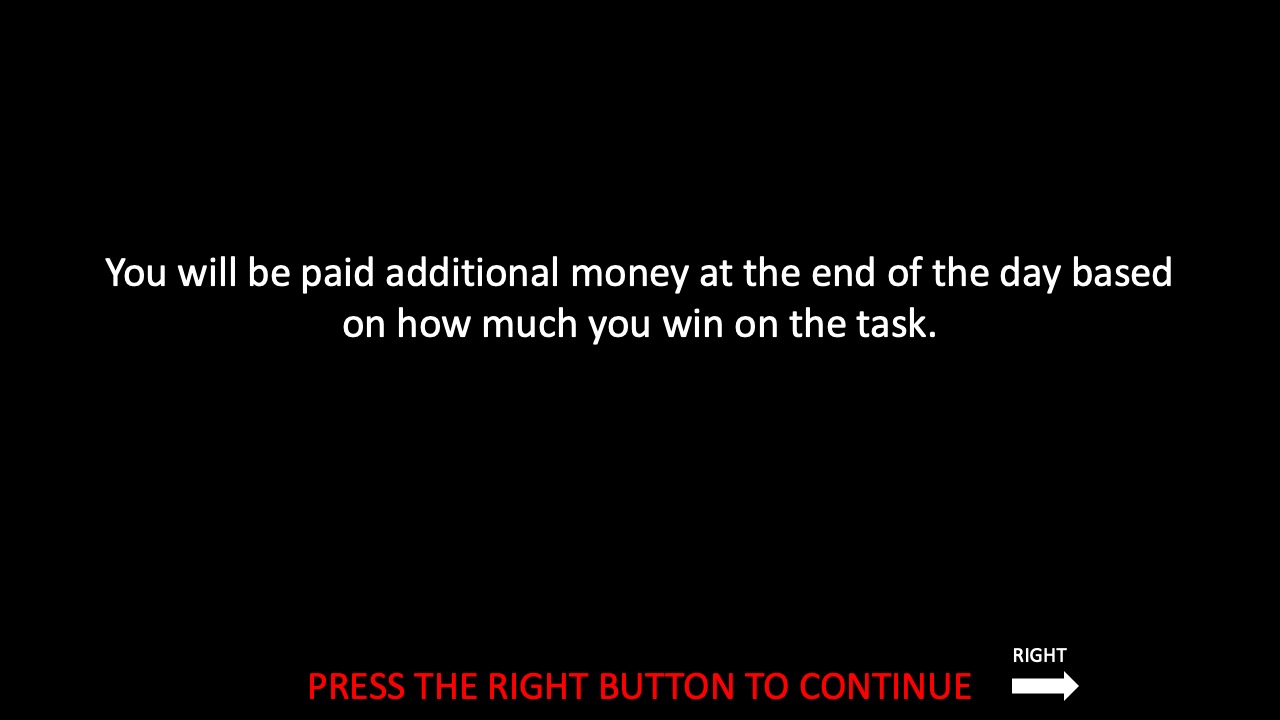 You will be paid additional money at the end of the day based
on how much you win on the task.
RIGHT
PRESS THE RIGHT BUTTON TO CONTINUE